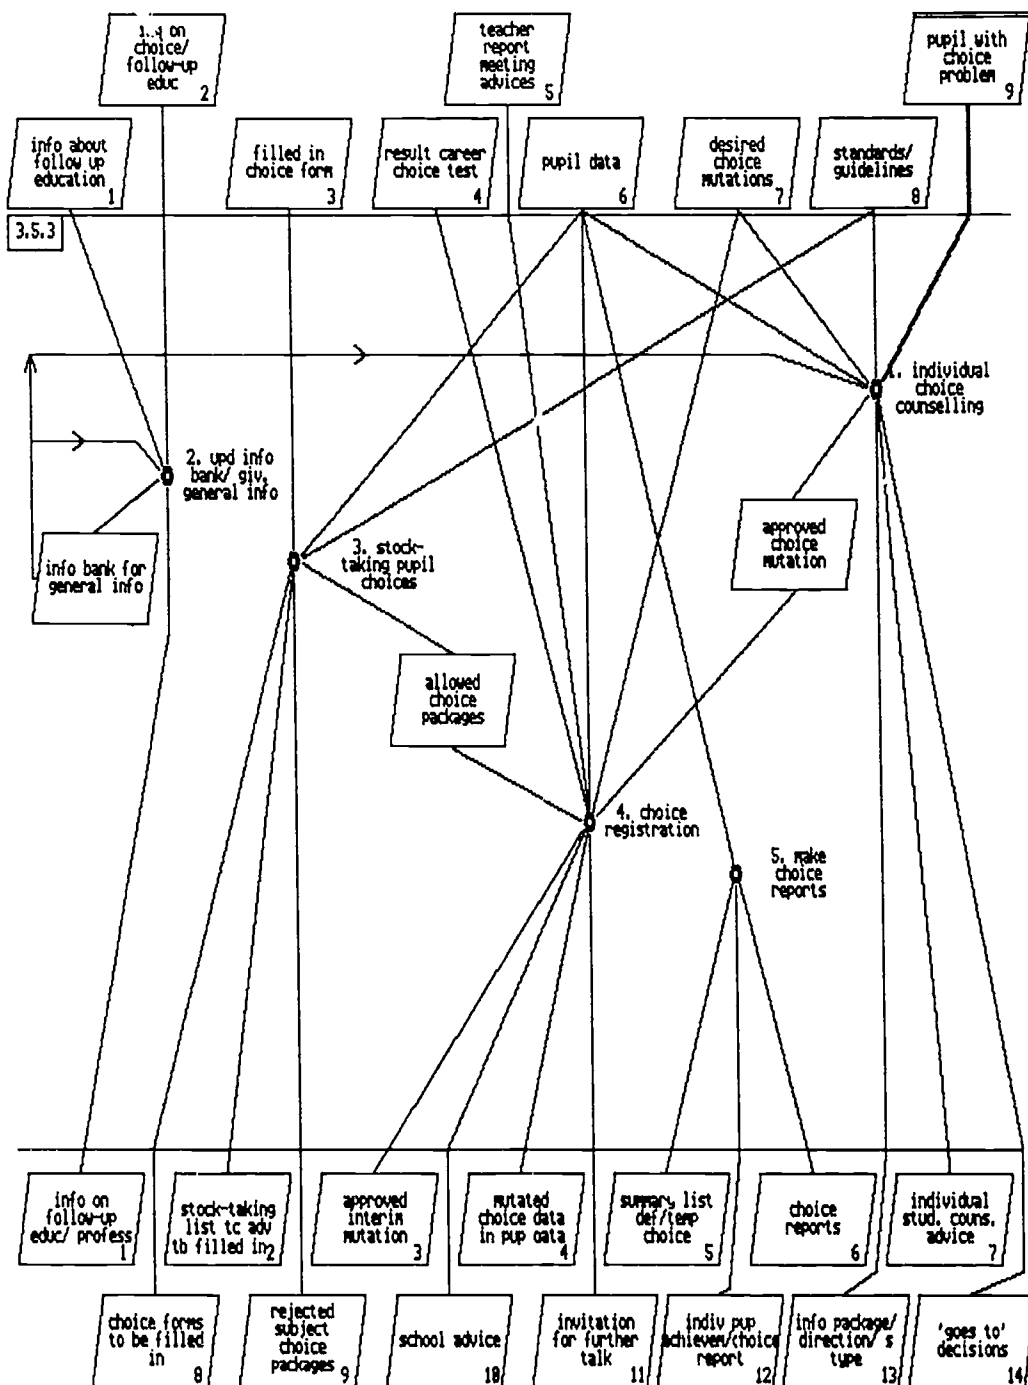 on
choice/
follow-up
educ
2
teacher
report
meeting
advices
5
pupil with
choice
problem
9
info about
follow up
education
1
filled in
choice form
3
result career
choice test
4
pupil data
6
desired
choice
mutations
7
standards/
guidelines
8
3.5.3
1. individual
choice
counselling
2. upd info
bank/ giv.
general info
info bank for
general info
3. stock-
taking pupil
choices
approved
choice
mutation
allowed
choice
packages
4. choice
registration
5. make
choice
reports
info on
follow-up
educ/ profess
1
stock-taking
list tc adv
tb filled in
2
approved
interim
mutation
3
mutated
choice data
in pup data
4
summary list
def/temp
choice
5
choice
reports
6
individual
stud. couns.
advice
7
choice forms
to be filled
in
8
rejected
subject
choice
packages
9
school advice
10
invitation
for further
talk
11
indiv pup
achievem/choice
report
12
info package/
direction/ s
type
13
'goes to'
decisions
14